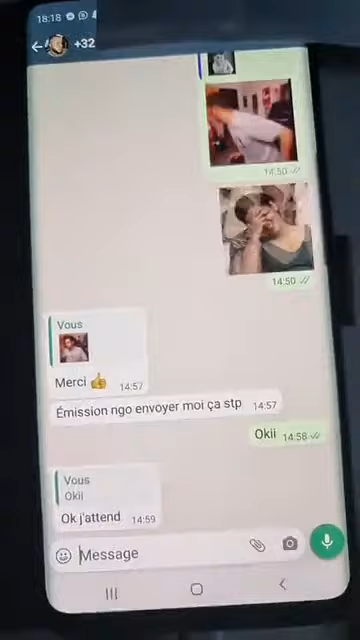 18:18
+32
14:50
14:50
Vous
Merci 👍 14:57
Émission ngo envoyer moi ça stp 14:57
Okii 14:58
Vous
Okii
Ok j'attend 14:59
Message